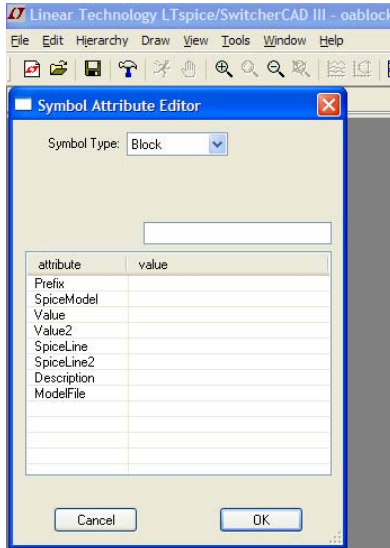 Linear Technology LTspice/SwitcherCAD III - oablock
File Edit Hierarchy Draw View Tools Window Help
Symbol Attribute Editor
Symbol Type: Block
attribute value
Prefix
SpiceModel
Value
Value2
SpiceLine
SpiceLine2
Description
ModelFile
Cancel OK